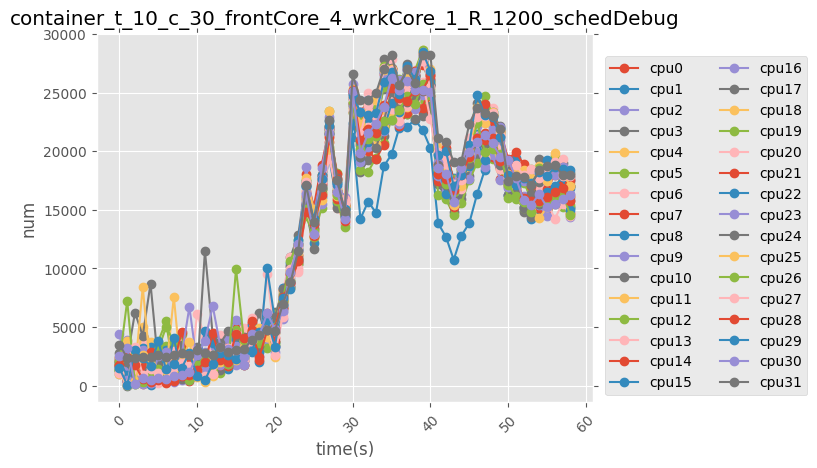 container_t_10_c_30_frontCore_4_wrkCore_1_R_1200_schedDebug
num
30000
25000
20000
15000
10000
5000
0
0
10
20
30
40
50
60
time(s)
cpu0
cpu1
cpu2
cpu3
cpu4
cpu5
cpu6
cpu7
cpu8
cpu9
cpu10
cpu11
cpu12
cpu13
cpu14
cpu15
cpu16
cpu17
cpu18
cpu19
cpu20
cpu21
cpu22
cpu23
cpu24
cpu25
cpu26
cpu27
cpu28
cpu29
cpu30
cpu31